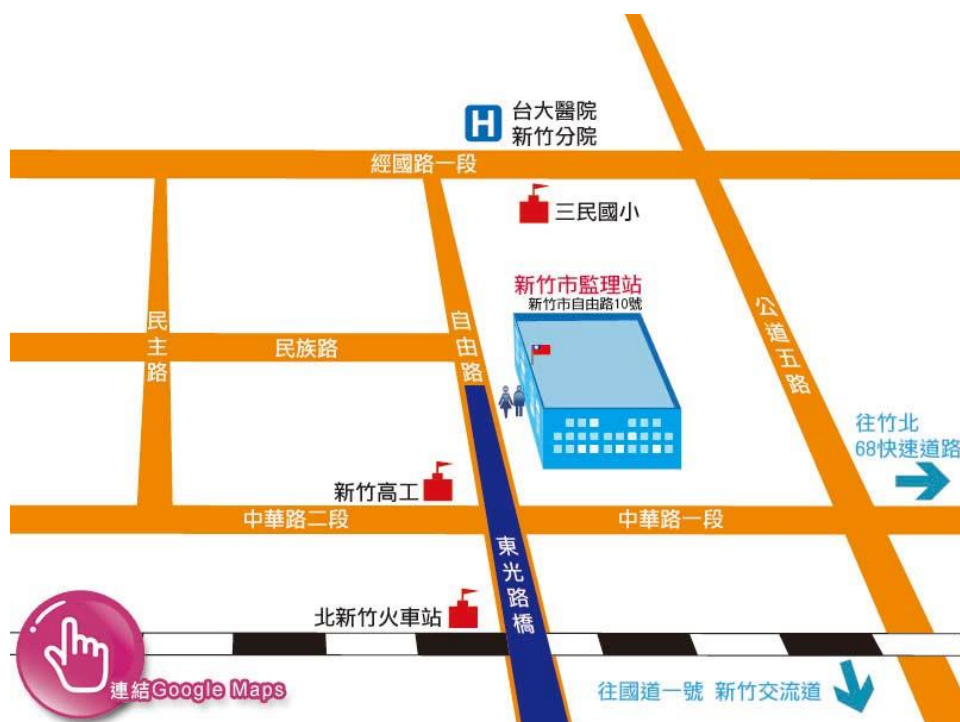 台大醫院
新竹分院
經國路一段
三民國小
新竹市監理站
新竹市自由路10號
民主路
民族路
自由路
公道五路
往竹北
68快速道路
新竹高工
中華路二段
中華路一段
東光路橋
北新竹火車站
連結Google Maps
往國道一號 新竹交流道
H